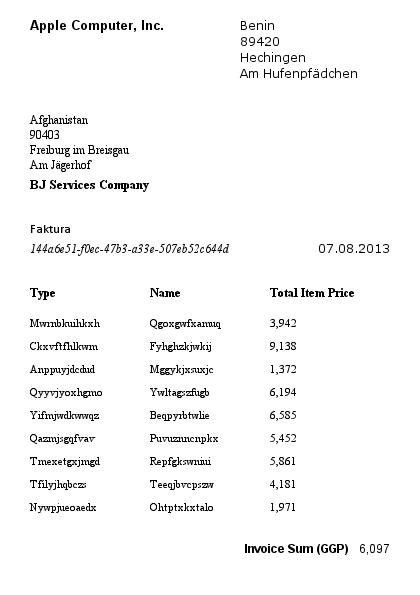 Apple Computer, Inc.
Benin
89420
Hechingen
Am Hufenpfädchen
Afghanistan
90403
Freiburg im Breisgau
Am Jägerhof
BJ Services Company
Faktura
144a6e51-f0ec-47b3-a33e-507eb52c644d 07.08.2013
Type Name Total Item Price
Mwrnbkuihkxh Qgoxgwfxamuq 3,942
Ckxvftfhlkwm Fyhghzkjwkij 9,138
Anppuyjdcdud Mggykjxsuxjc 1,372
Qyyvjyoxhgmo Ywltagszfugb 6,194
Yifmjwdkwwqz Beqpyrbtwlie 6,585
Qazmjsgqfvav Puvuznncnpkx 5,452
Tmexetgxjmgd Repfgkswniui 5,861
Tfilyjhqbczs Teeqjbvcpszw 4,181
Nywpjueoaedx Ohtptxkxtalo 1,971
Invoice Sum (GGP) 6,097